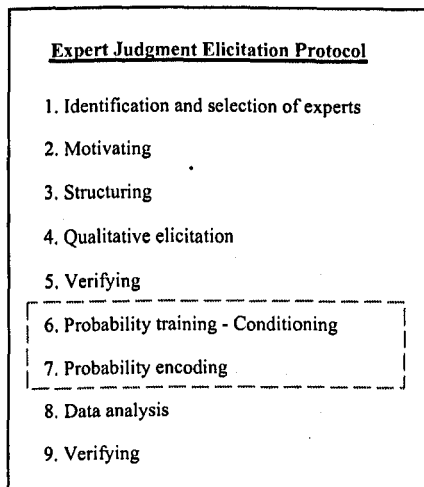 Expert Judgment Elicitation Protocol
1. Identification and selection of experts
2. Motivating
3. Structuring
4. Qualitative elicitation
5. Verifying
6. Probability training - Conditioning
7. Probability encoding
8. Data analysis
9. Verifying